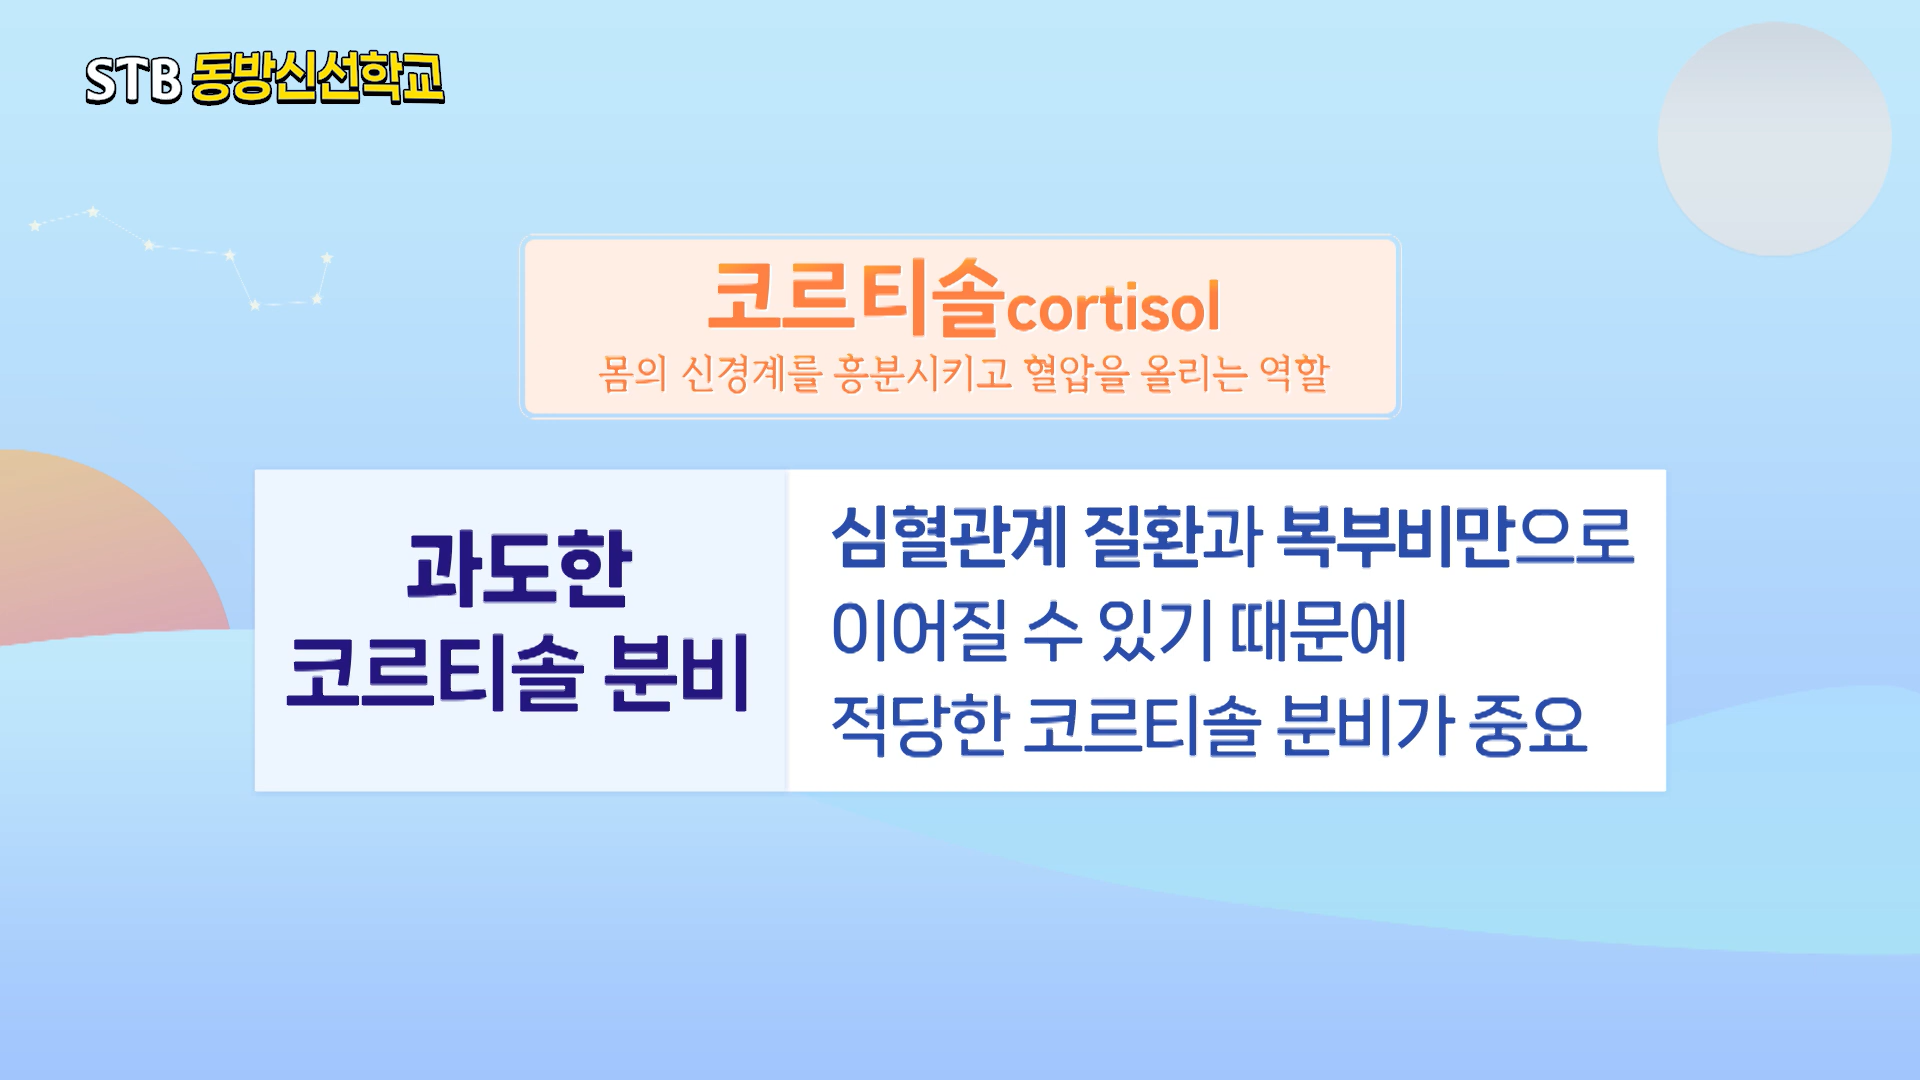 STB 동방신선학교
코르티솔cortisol
몸의 신경계를 흥분시키고 혈압을 올리는 역할
과도한
코르티솔 분비
심혈관계 질환과 복부비만으로
이어질 수 있기 때문에
적당한 코르티솔 분비가 중요